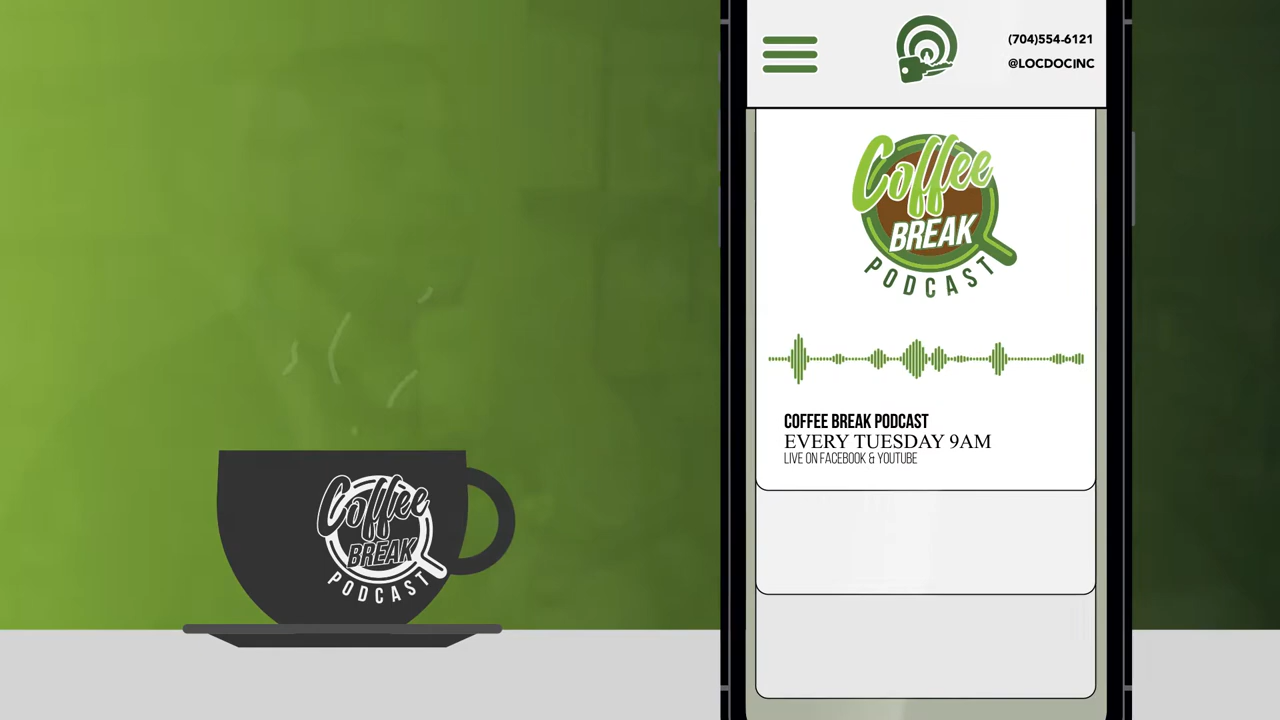 (704)554-6121
@LOCDOCINC
Coffee
BREAK
PODCAST
COFFEE BREAK PODCAST
EVERY TUESDAY 9AM
LIVE ON FACEBOOK & YOUTUBE
Coffee
BREAK
PODCAST